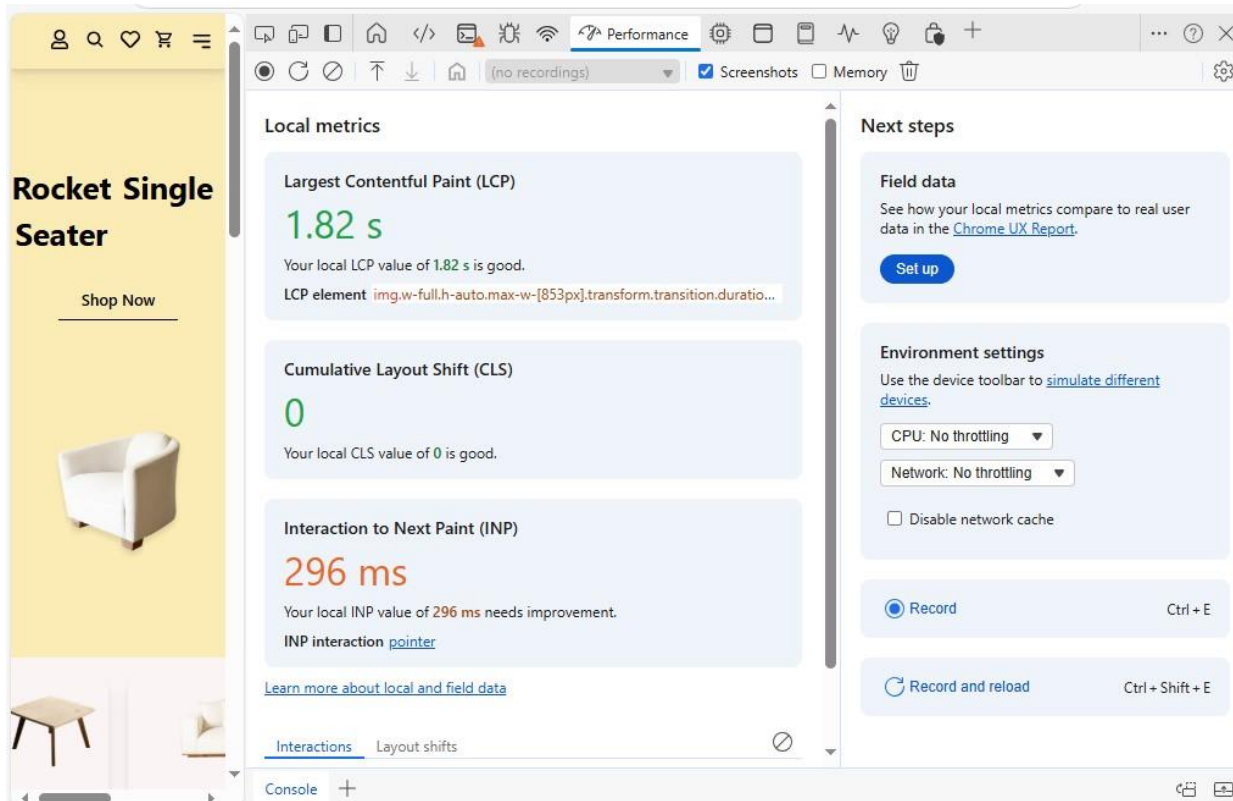 Performance
(no recordings)
Screenshots
Memory
Rocket Single
Seater
Shop Now
Local metrics
Largest Contentful Paint (LCP)
1.82 s
Your local LCP value of 1.82 s is good.
LCP element img.w-full.h-auto.max-w-[853px].transform.transition.duratio...
Cumulative Layout Shift (CLS)
0
Your local CLS value of 0 is good.
Interaction to Next Paint (INP)
296 ms
Your local INP value of 296 ms needs improvement.
INP interaction pointer
Learn more about local and field data
Interactions Layout shifts
Next steps
Field data
See how your local metrics compare to real user
data in the Chrome UX Report.
Set up
Environment settings
Use the device toolbar to simulate different
devices.
CPU: No throttling
Network: No throttling
Disable network cache
Record Ctrl + E
Record and reload Ctrl + Shift + E
Console